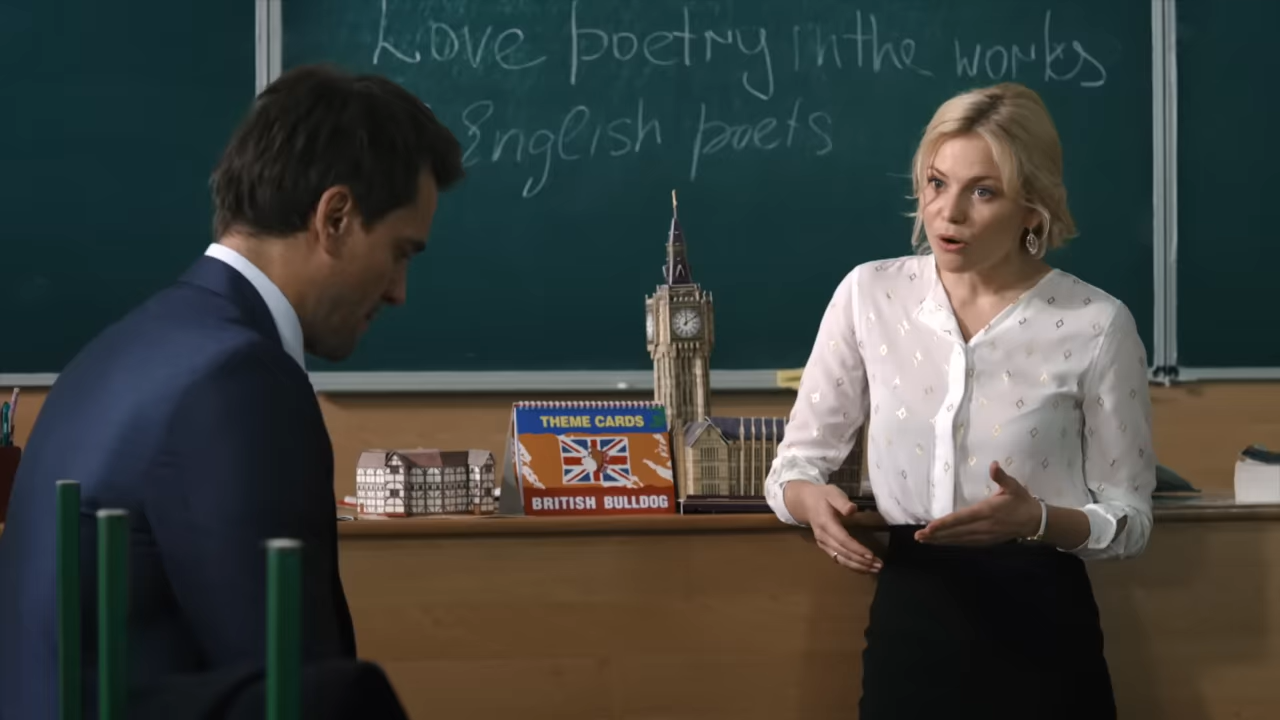 Love poetry in the works
English poets
THEME CARDS
BRITISH BULLDOG